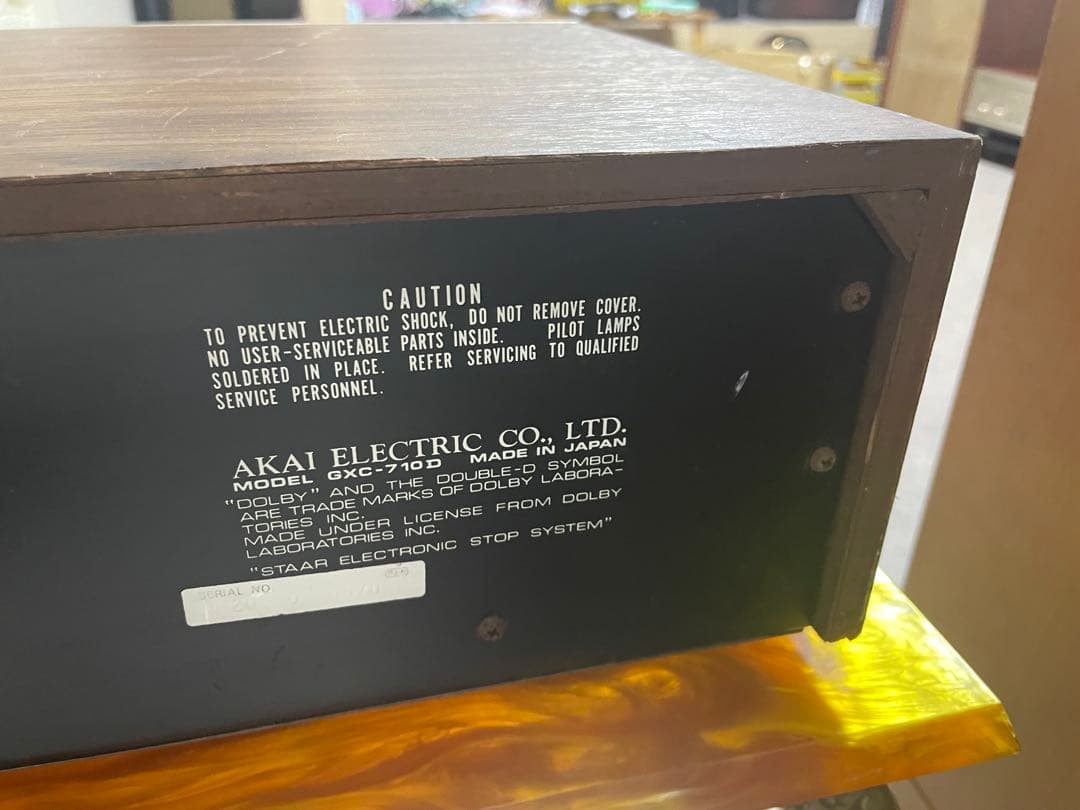 CAUTION
TO PREVENT ELECTRIC SHOCK, DO NOT REMOVE COVER.
NO USER-SERVICEABLE PARTS INSIDE. PILOT LAMPS
SOLDERED IN PLACE. REFER SERVICING TO QUALIFIED
SERVICE PERSONNEL.
AKAI ELECTRIC CO., LTD.
MODEL GXC-710D MADE IN JAPAN
"DOLBY" AND THE DOUBLE-D SYMBOL
ARE TRADE MARKS OF DOLBY LABORA-
TORIES INC.
MADE UNDER LICENSE FROM DOLBY
LABORATORIES INC.
"STAAR ELECTRONIC STOP SYSTEM"
SERIAL NO.